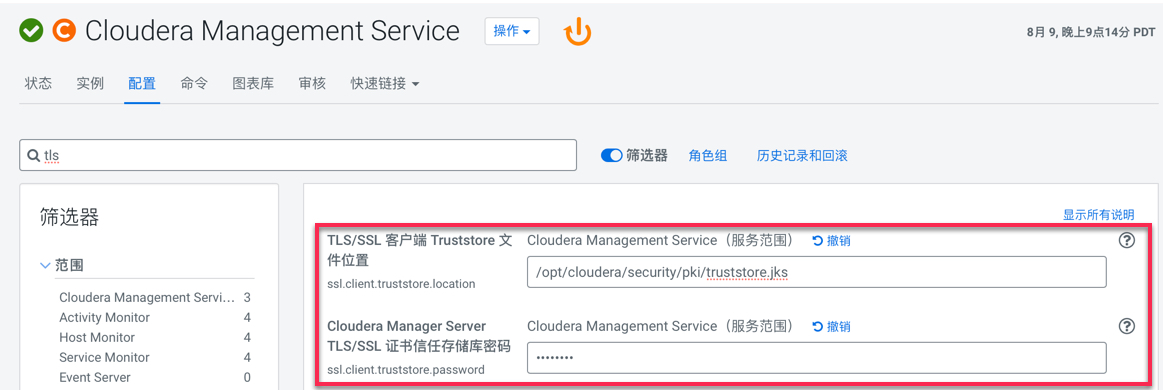 Cloudera Management Service 操作
8月 9, 晚上9点14分 PDT
状态 实例 配置 命令 图表库 审核 快速链接
tls
筛选器 角色组 历史记录和回滚
筛选器
范围
Cloudera Management Servi... 3
Activity Monitor 4
Host Monitor 4
Service Monitor 4
Event Server 0
显示所有说明
TLS/SSL 客户端 Truststore 文
件位置
ssl.client.truststore.location
Cloudera Management Service（服务范围） 撤销
/opt/cloudera/security/pki/truststore.jks
Cloudera Manager Server
TLS/SSL 证书信任存储库密码
ssl.client.truststore.password
Cloudera Management Service（服务范围） 撤销
••••••••